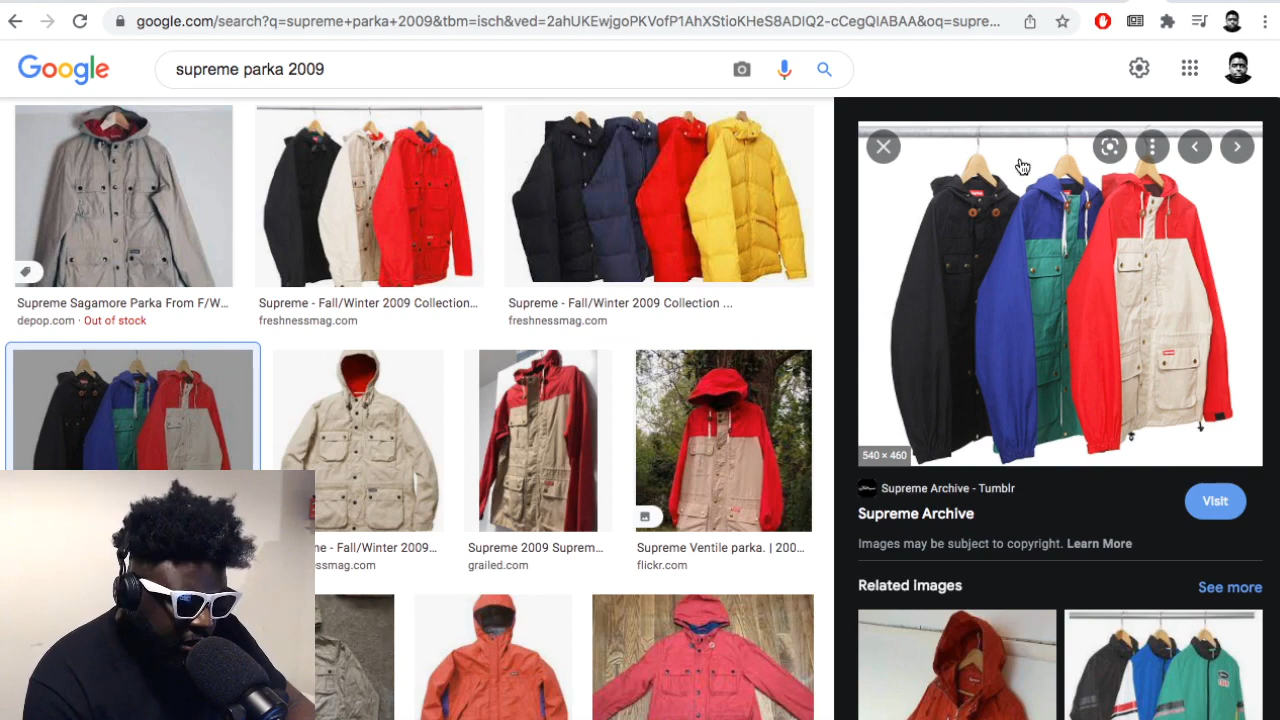 google.com/search?q=supreme+parka+2009&tbm=isch&ved=2ahUKEwjgoPKVofP1AhXStioKHeS8ADIQ2-cCegQIABAA&oq=supre...
Google
supreme parka 2009
Supreme Sagamore Parka From F/W...
depop.com · Out of stock
Supreme - Fall/Winter 2009 Collection...
freshnessmag.com
Supreme - Fall/Winter 2009 Collection ...
freshnessmag.com
me - Fall/Winter 2009...
ssmag.com
Supreme 2009 Suprem...
grailed.com
Supreme Ventile parka. | 200...
flickr.com
540 × 460
Supreme Archive - Tumblr
Supreme Archive
Visit
Images may be subject to copyright. Learn More
Related images
See more